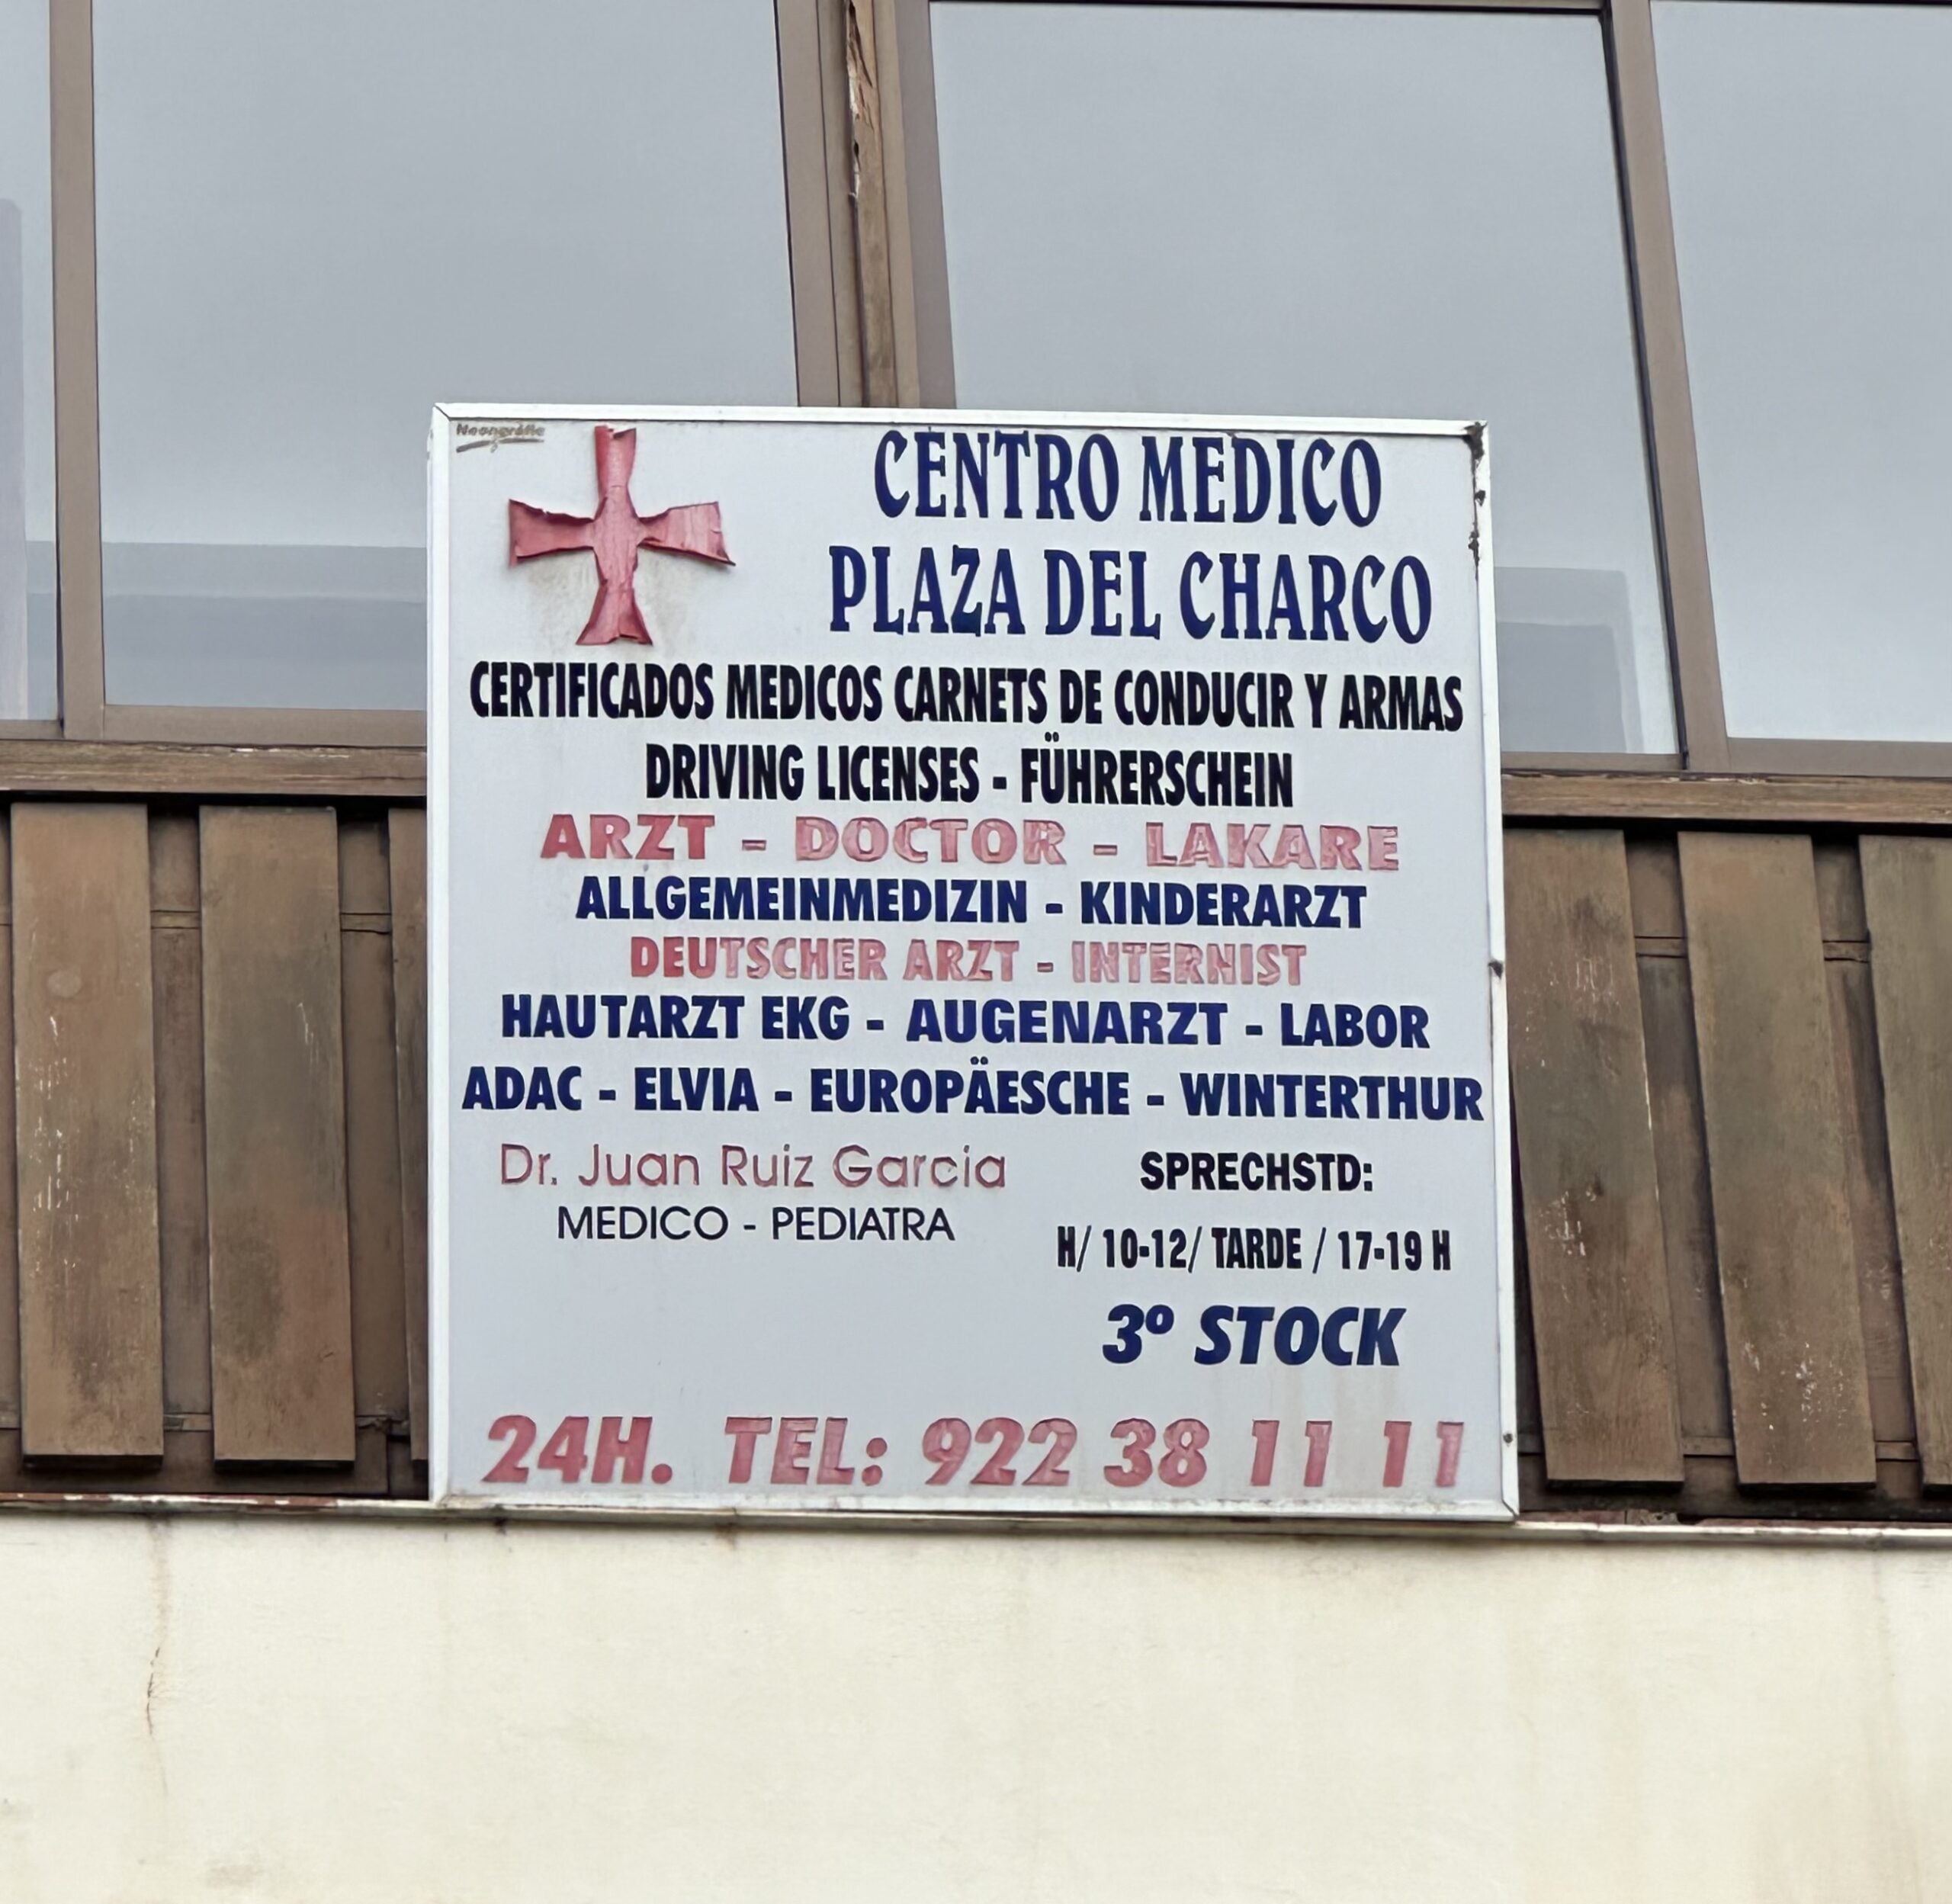 Neongrafic
CENTRO MEDICO
PLAZA DEL CHARCO
CERTIFICADOS MEDICOS CARNETS DE CONDUCIR Y ARMAS
DRIVING LICENSES - FÜHRERSCHEIN
ARZT - DOCTOR - LAKARE
ALLGEMEINMEDIZIN - KINDERARZT
DEUTSCHER ARZT - INTERNIST
HAUTARZT EKG - AUGENARZT - LABOR
ADAC - ELVIA - EUROPÄESCHE - WINTERTHUR
Dr. Juan Ruiz Garcia
MEDICO - PEDIATRA
SPRECHSTD:
H/ 10-12/ TARDE / 17-19 H
3º STOCK
24H. TEL: 922 38 11 11